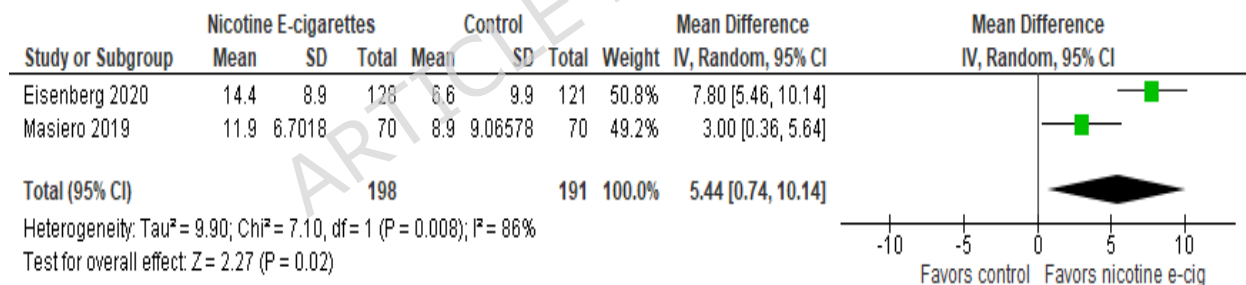 Nicotine E-cigarettes Control Mean Difference Mean Difference
Study or Subgroup Mean SD Total Mean SD Total Weight IV, Random, 95% CI IV, Random, 95% CI
Eisenberg 2020 14.4 8.9 128 6.6 9.9 121 50.8% 7.80 [5.46, 10.14]
Masiero 2019 11.9 6.7018 70 8.9 9.06578 70 49.2% 3.00 [0.36, 5.64]
Total (95% CI) 198 191 100.0% 5.44 [0.74, 10.14]
Heterogeneity: Tau² = 9.90; Chi² = 7.10, df = 1 (P = 0.008); I² = 86%
Test for overall effect: Z = 2.27 (P = 0.02)
-10 -5 0 5 10
Favors control Favors nicotine e-cig
ARTICLE